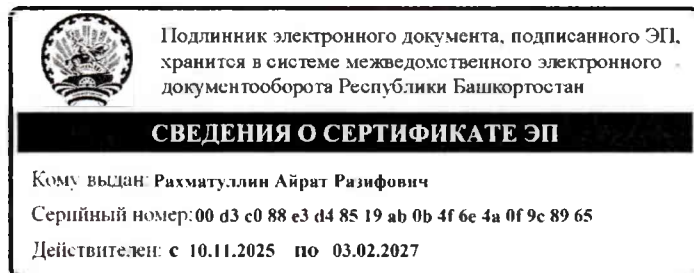 Подлинник электронного документа, подписанного ЭП,
хранится в системе межведомственного электронного
документооборота Республики Башкортостан
СВЕДЕНИЯ О СЕРТИФИКАТЕ ЭП
Кому выдан: Рахматуллин Айрат Разифович
Серийный номер:00 d3 c0 88 e3 d4 85 19 ab 0b 4f 6e 4a 0f 9c 89 65
Действителен: с 10.11.2025 по 03.02.2027